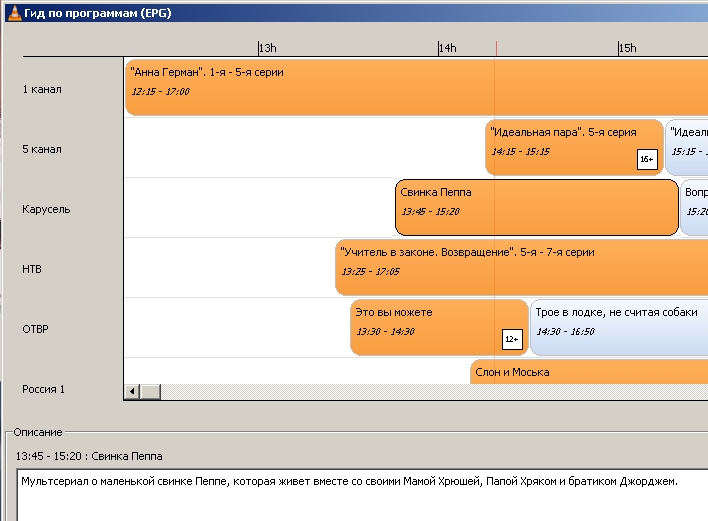 Гид по программам (EPG)
13h 14h 15h
1 канал
"Анна Герман". 1-я - 5-я серии
12:15 - 17:00
5 канал
"Идеальная пара". 5-я серия
14:15 - 15:15
16+
"Идеал
15:15 -
Карусель
Свинка Пеппа
13:45 - 15:20
Вопр
15:20
НТВ
"Учитель в законе. Возвращение". 5-я - 7-я серии
13:25 - 17:05
ОТВР
Это вы можете
13:30 - 14:30
12+
Трое в лодке, не считая собаки
14:30 - 16:50
Россия 1
Слон и Моська
Описание
13:45 - 15:20 : Свинка Пеппа
Мультсериал о маленькой свинке Пеппе, которая живет вместе со своими Мамой Хрюшей, Папой Хряком и братиком Джорджем.